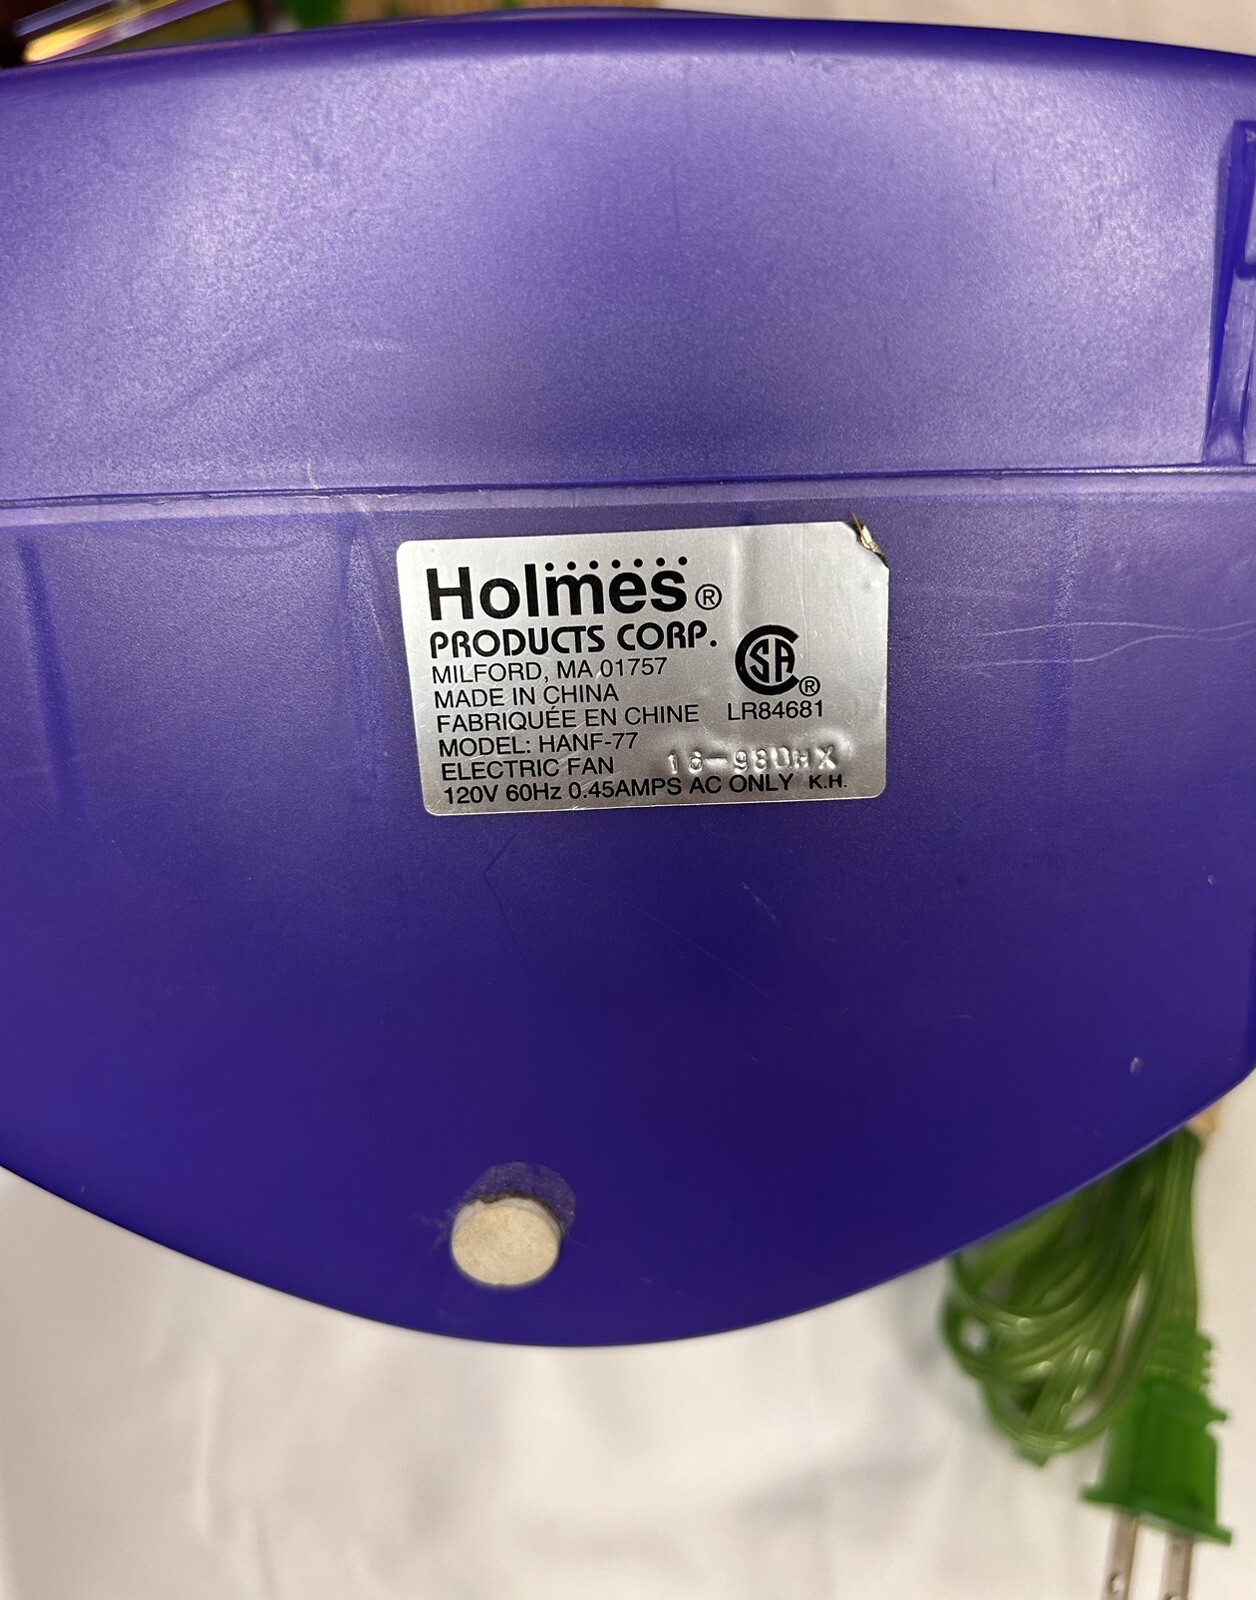 Holmes®
PRODUCTS CORP.
MILFORD, MA 01757
MADE IN CHINA
FABRIQUÉE EN CHINE
MODEL: HANF-77
ELECTRIC FAN
120V 60Hz 0.45AMPS AC ONLY K.H.
SA®
LR84681